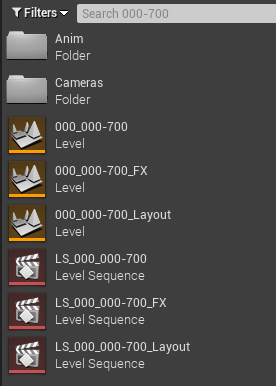 Filters
Search 000-700
Anim
Folder
Cameras
Folder
000_000-700
Level
000_000-700_FX
Level
000_000-700_Layout
Level
LS_000_000-700
Level Sequence
LS_000_000-700_FX
Level Sequence
LS_000_000-700_Layout
Level Sequence